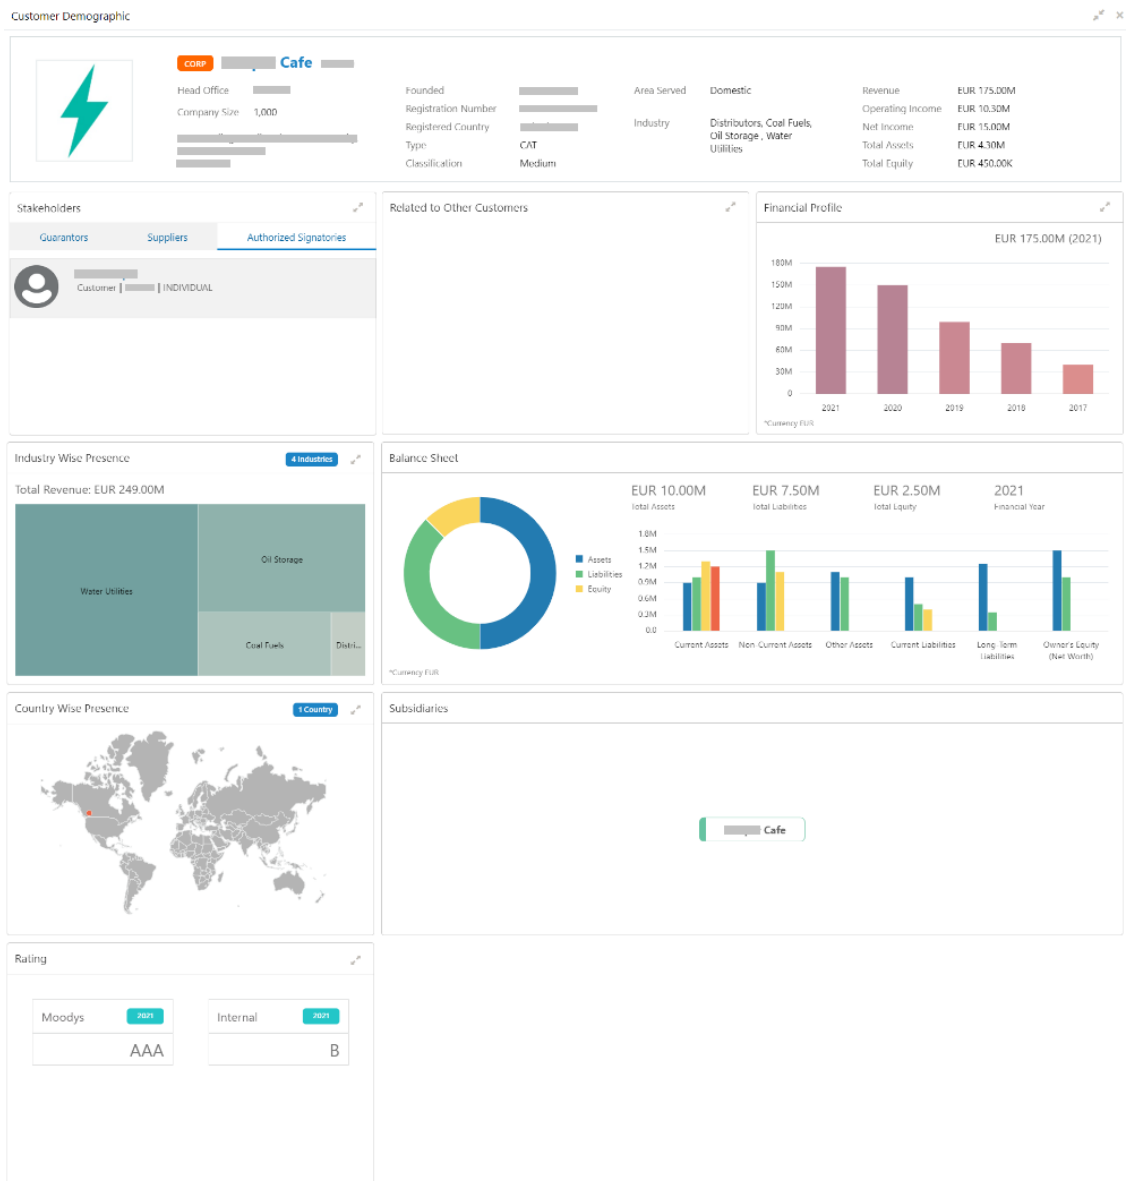 Customer Demographic
CORP Cafe
Head Office
Company Size 1,000
Founded
Registration Number
Registered Country
Type CAT
Classification Medium
Area Served Domestic
Industry Distributors, Coal Fuels,
Oil Storage , Water
Utilities
Revenue EUR 175.00M
Operating Income EUR 10.30M
Net Income EUR 15.00M
Total Assets EUR 4.30M
Total Equity EUR 450.00K
Stakeholders
Guarantors Suppliers Authorized Signatories
Customer | | INDIVIDUAL
Related to Other Customers
Financial Profile
EUR 175.00M (2021)
180M
150M
120M
90M
60M
30M
0
2021 2020 2019 2018 2017
*Currency EUR
Industry Wise Presence 4 Industries
Total Revenue: EUR 249.00M
Water Utilities
Oil Storage
Coal Fuels
Distri...
Balance Sheet
Assets
Liabilities
Equity
*Currency EUR
EUR 10.00M EUR 7.50M EUR 2.50M 2021
Total Assets Total Liabilities Total Equity Financial Year
1.8M
1.5M
1.2M
0.9M
0.6M
0.3M
0.0
Current Assets Non-Current Assets Other Assets Current Liabilities Long-Term Owner's Equity
Liabilities (Net Worth)
Country Wise Presence 1 Country
Subsidiaries
Cafe
Rating
Moodys 2021
AAA
Internal 2021
B